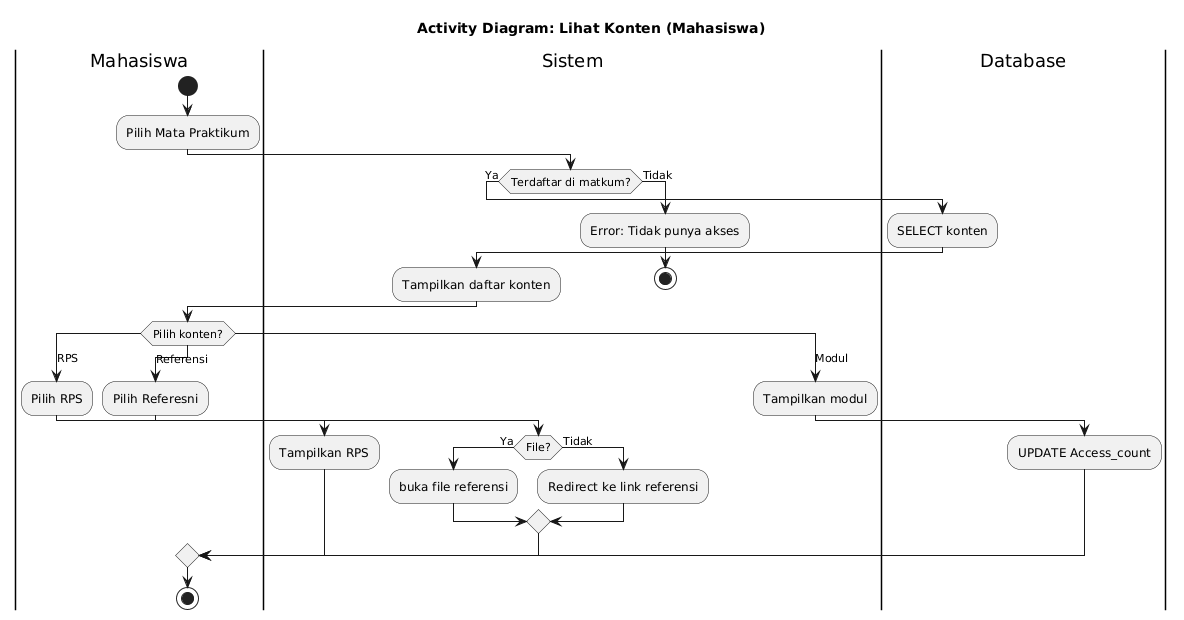 Activity Diagram: Lihat Konten (Mahasiswa)
Mahasiswa
Sistem
Database
Pilih Mata Praktikum
Ya
Terdaftar di matkum?
Tidak
Error: Tidak punya akses
SELECT konten
Tampilkan daftar konten
Pilih konten?
RPS
Referensi
Modul
Pilih RPS
Pilih Referesni
Tampilkan modul
Ya
File?
Tidak
Tampilkan RPS
UPDATE Access_count
buka file referensi
Redirect ke link referensi